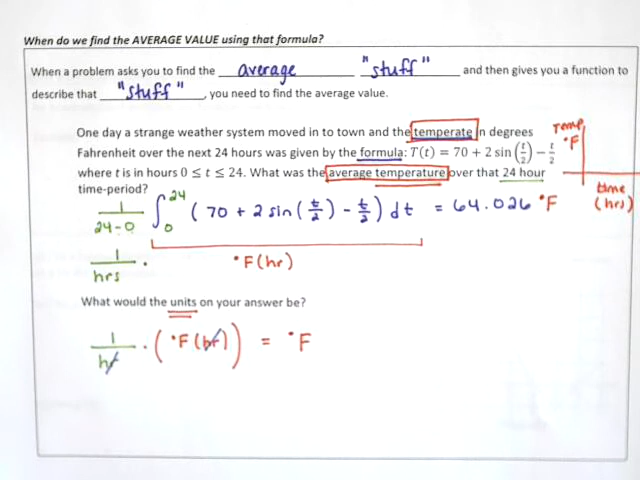 When do we find the AVERAGE VALUE using that formula?
When a problem asks you to find the average "stuff" and then gives you a function to
describe that "stuff", you need to find the average value.
One day a strange weather system moved in to town and the temperate in degrees
Fahrenheit over the next 24 hours was given by the formula: T(t) = 70 + 2 sin(t/2) − t/2
where t is in hours 0 ≤ t ≤ 24. What was the average temperature over that 24 hour
time-period?
Temp °F
time (hrs)
1/(24-0) ∫₀²⁴ (70 + 2 sin(t/2) - t/2) dt = 64.026 °F
1/hrs · °F(hr)
What would the units on your answer be?
1/hr · (°F(hr)) = °F